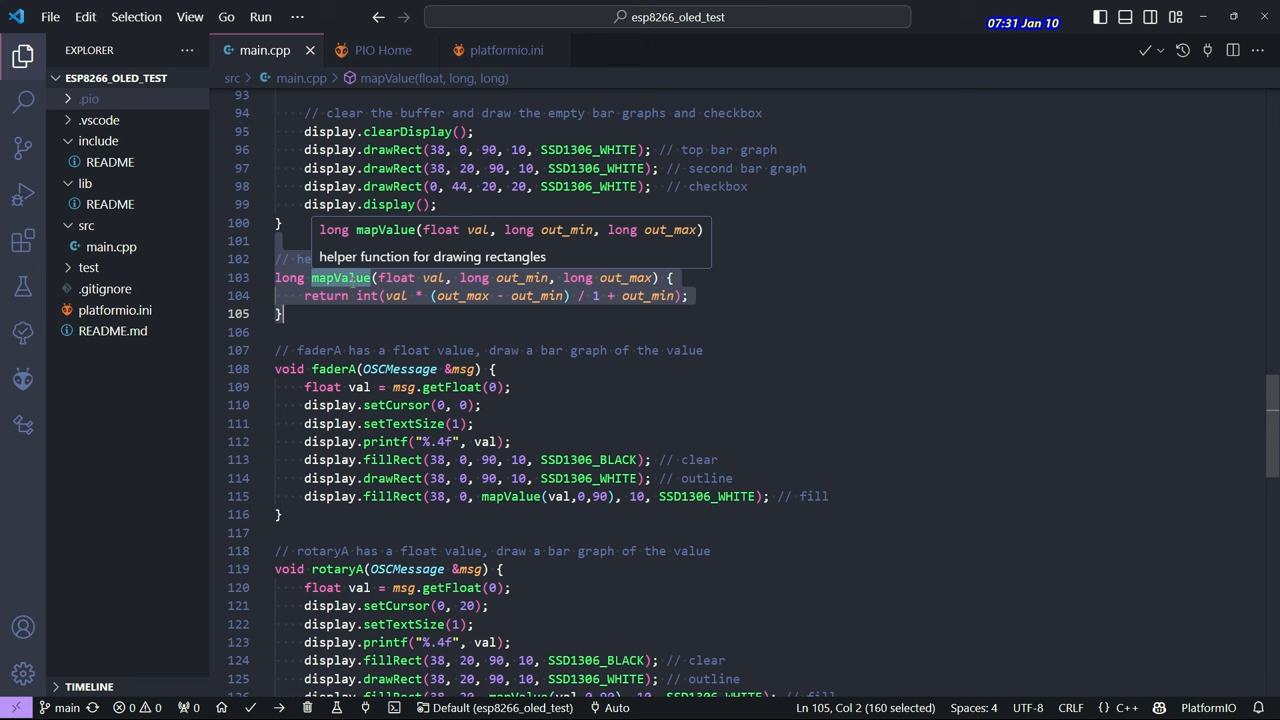 File Edit Selection View Go Run ··· esp8266_oled_test 07:31 Jan 10
EXPLORER ··· main.cpp PIO Home platformio.ini
ESP8266_OLED_TEST
src > main.cpp > mapValue(float, long, long)
.pio
.vscode
include
README
lib
README
src
main.cpp
test
.gitignore
platformio.ini
README.md
TIMELINE
93
94 // clear the buffer and draw the empty bar graphs and checkbox
95 display.clearDisplay();
96 display.drawRect(38, 0, 90, 10, SSD1306_WHITE); // top bar graph
97 display.drawRect(38, 20, 90, 10, SSD1306_WHITE); // second bar graph
98 display.drawRect(0, 44, 20, 20, SSD1306_WHITE); // checkbox
99 display.display();
100 }
101
long mapValue(float val, long out_min, long out_max)
helper function for drawing rectangles
102 // he
103 long mapValue(float val, long out_min, long out_max) {
104 return int(val * (out_max - out_min) / 1 + out_min);
105 }
106
107 // faderA has a float value, draw a bar graph of the value
108 void faderA(OSCMessage &msg) {
109 float val = msg.getFloat(0);
110 display.setCursor(0, 0);
111 display.setTextSize(1);
112 display.printf("%.4f", val);
113 display.fillRect(38, 0, 90, 10, SSD1306_BLACK); // clear
114 display.drawRect(38, 0, 90, 10, SSD1306_WHITE); // outline
115 display.fillRect(38, 0, mapValue(val,0,90), 10, SSD1306_WHITE); // fill
116 }
117
118 // rotaryA has a float value, draw a bar graph of the value
119 void rotaryA(OSCMessage &msg) {
120 float val = msg.getFloat(0);
121 display.setCursor(0, 20);
122 display.setTextSize(1);
123 display.printf("%.4f", val);
124 display.fillRect(38, 20, 90, 10, SSD1306_BLACK); // clear
125 display.drawRect(38, 20, 90, 10, SSD1306_WHITE); // outline
126 display.fillRect(38, 20, mapValue(val,0,90), 10, SSD1306_WHITE); // fill
main 0 0 0 Default (esp8266_oled_test) Auto Ln 105, Col 2 (160 selected) Spaces: 4 UTF-8 CRLF {} C++ PlatformIO